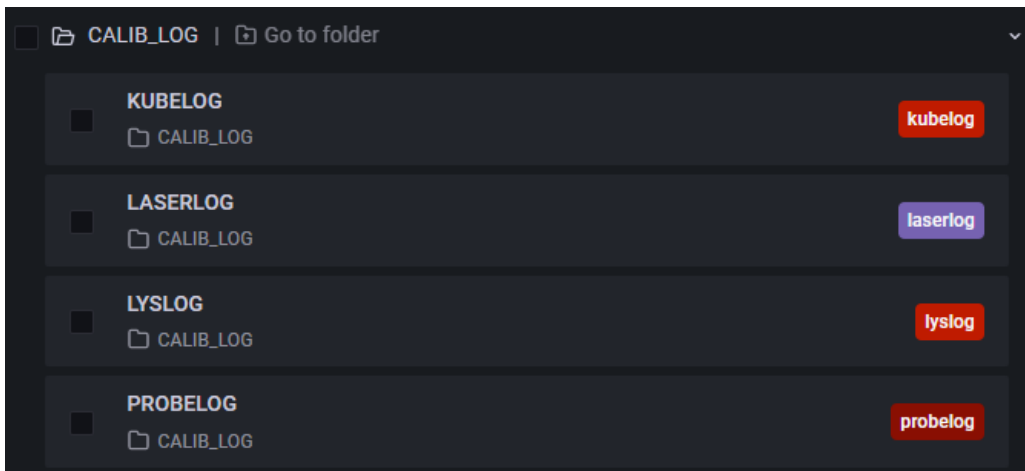 CALIB_LOG | Go to folder
KUBELOG
CALIB_LOG
kubelog
LASERLOG
CALIB_LOG
laserlog
LYSLOG
CALIB_LOG
lyslog
PROBELOG
CALIB_LOG
probelog